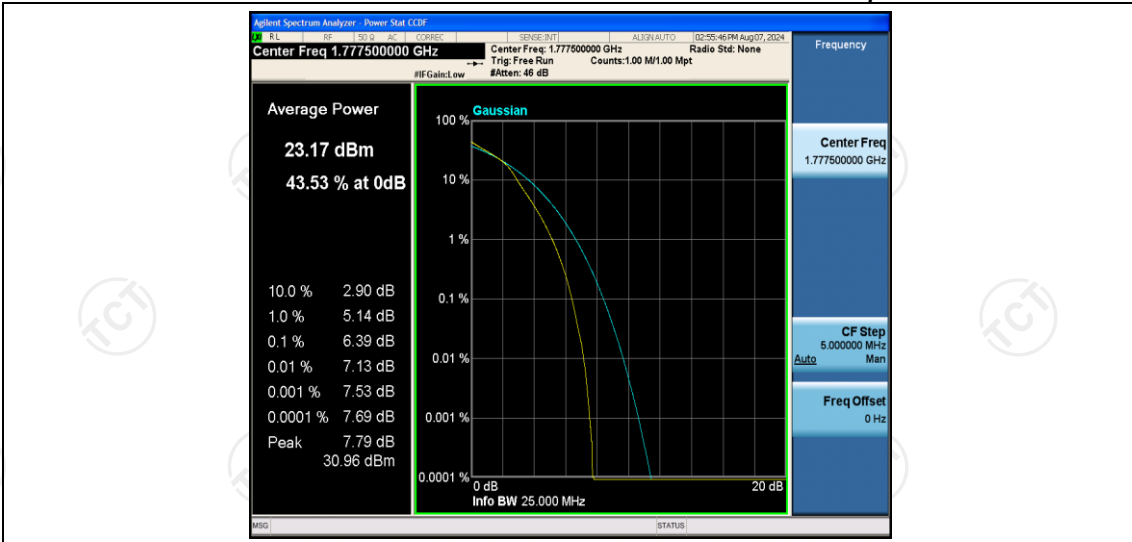 Agilent Spectrum Analyzer - Power Stat CCDF
LXI RL RF 50 Ω AC CORREC SENSE:INT ALIGNAUTO 02:55:46 PM Aug 07, 2024
Center Freq 1.777500000 GHz
Center Freq: 1.777500000 GHz Radio Std: None
Trig: Free Run Counts:1.00 M/1.00 Mpt
#IFGain:Low #Atten: 46 dB
Frequency
Average Power
23.17 dBm
43.53 % at 0dB
10.0 % 2.90 dB
1.0 % 5.14 dB
0.1 % 6.39 dB
0.01 % 7.13 dB
0.001 % 7.53 dB
0.0001 % 7.69 dB
Peak 7.79 dB
30.96 dBm
Gaussian
100 %
10 %
1 %
0.1 %
0.01 %
0.001 %
0.0001 %
0 dB 20 dB
Info BW 25.000 MHz
Center Freq
1.777500000 GHz
CF Step
5.000000 MHz
Auto Man
Freq Offset
0 Hz
MSG STATUS
TCT
TCT